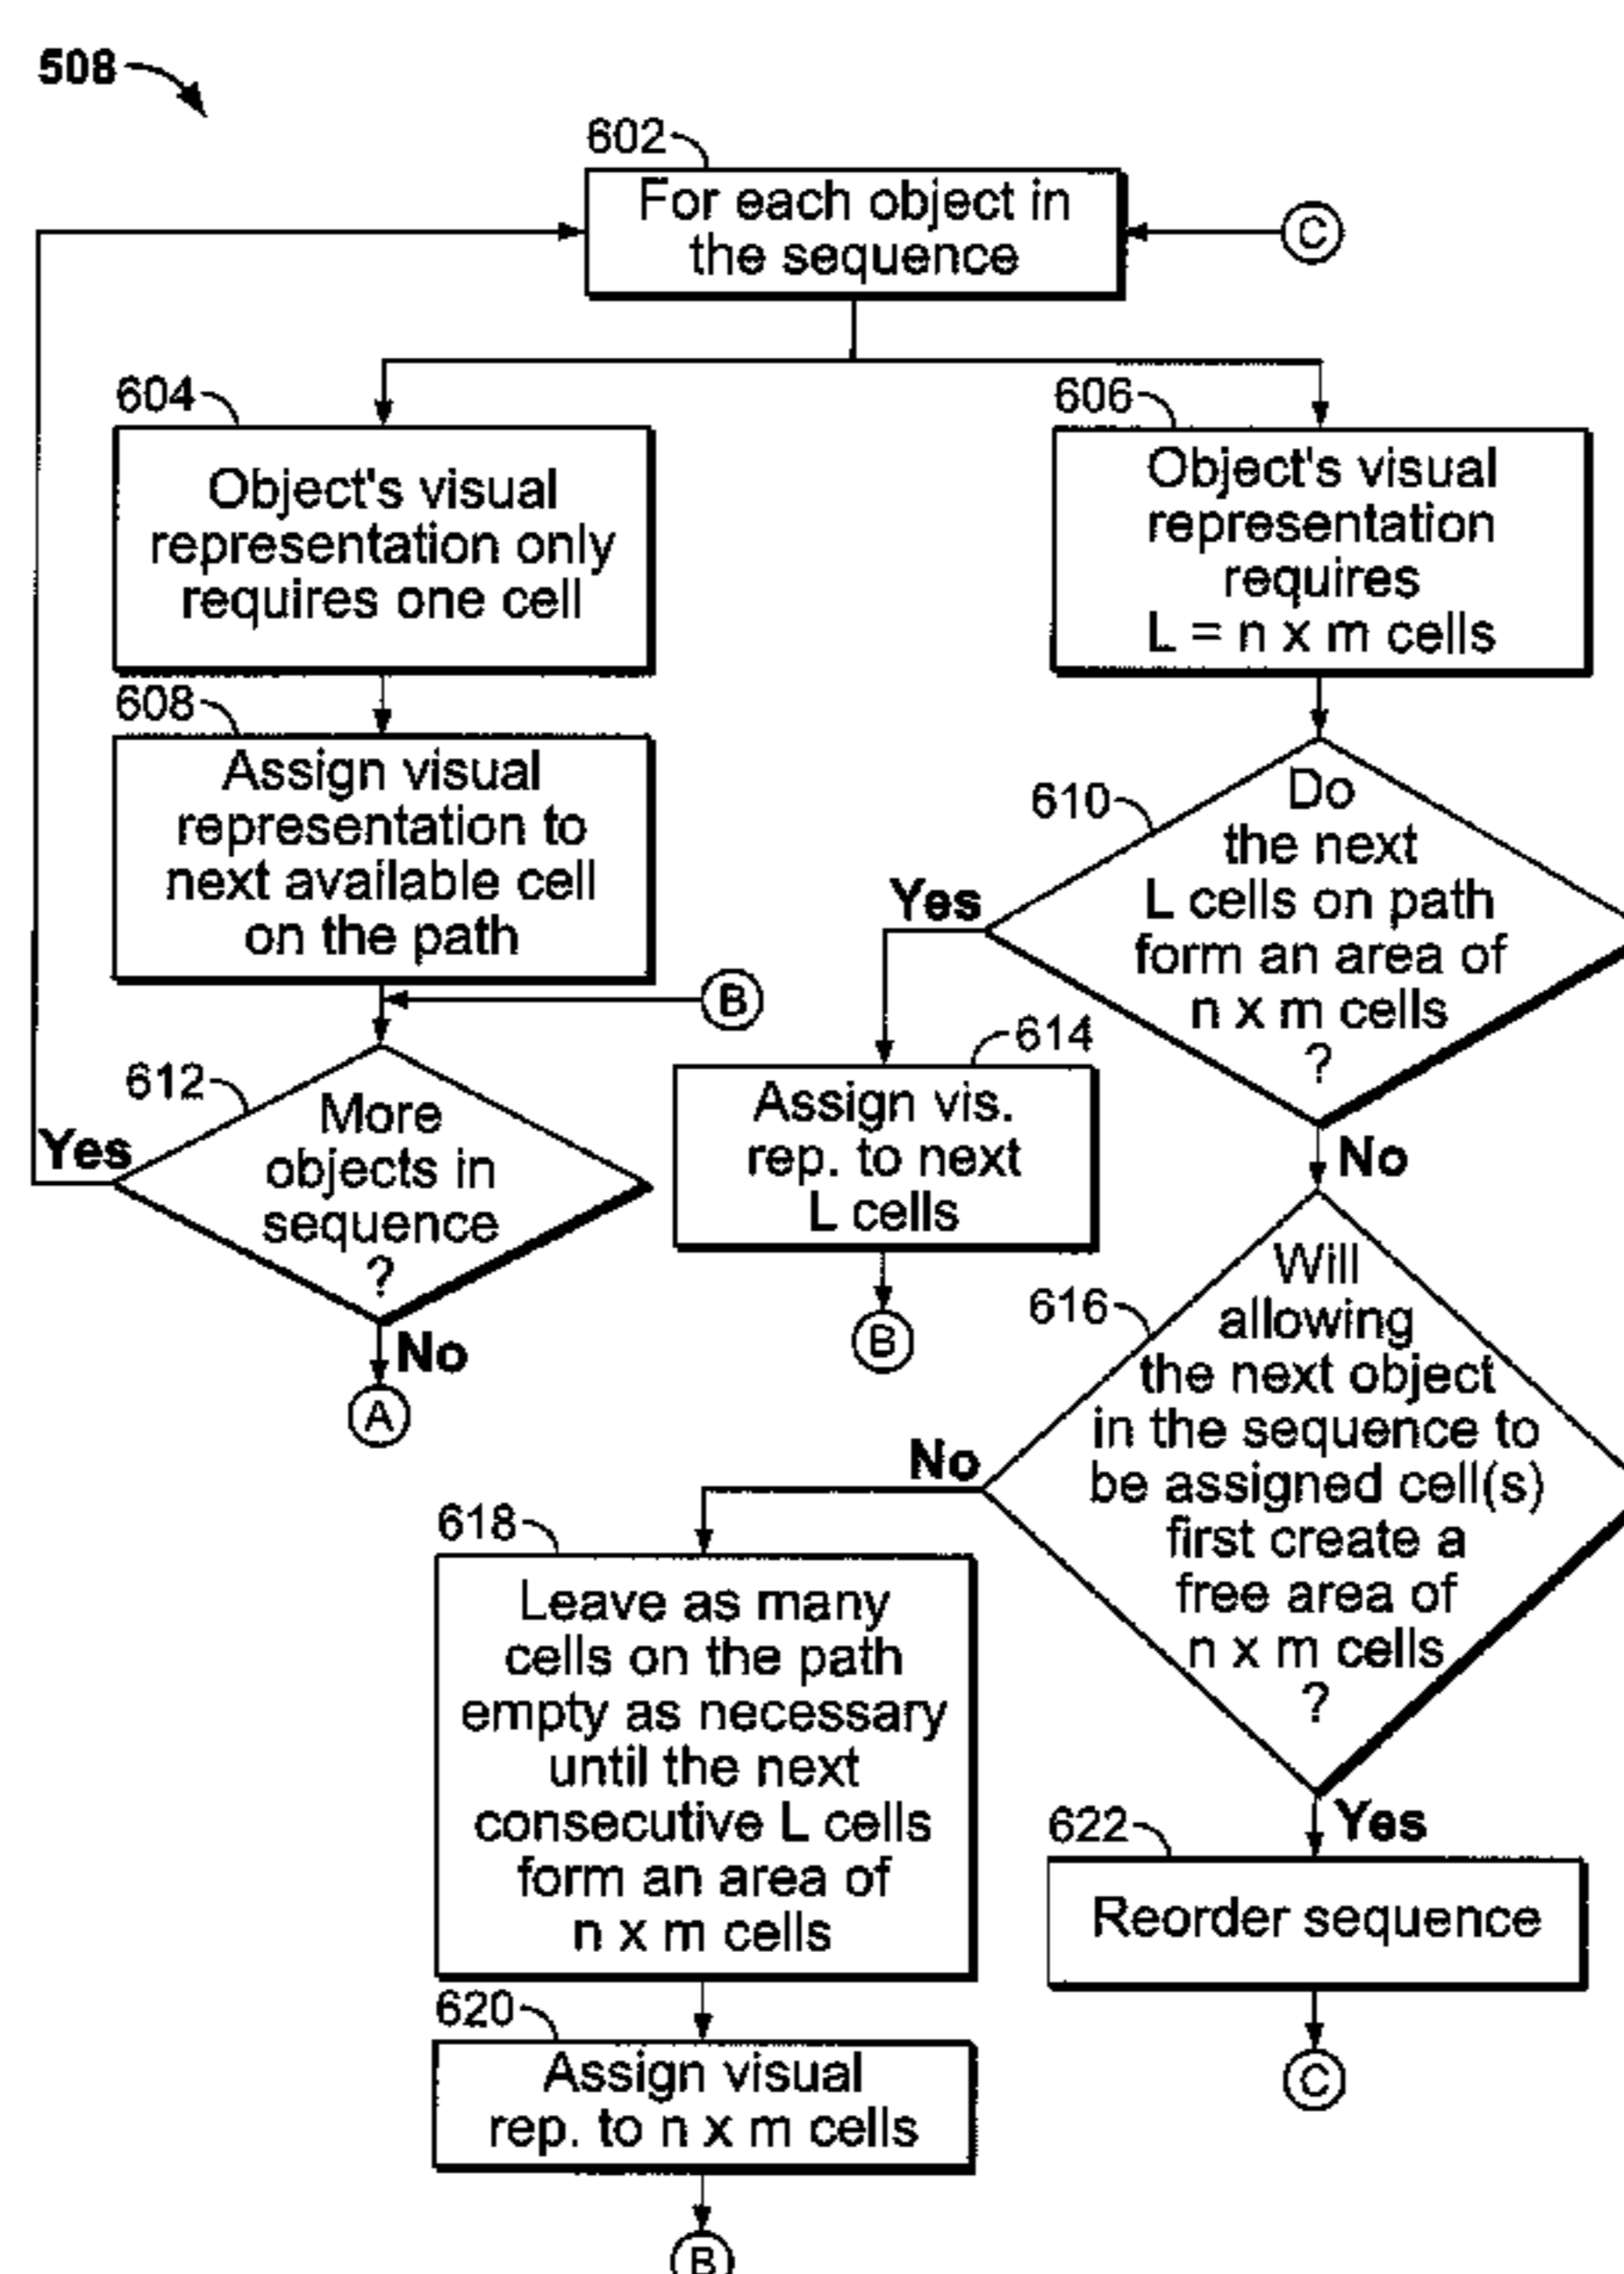 508
602
For each object in
the sequence
C
604
Object's visual
representation only
requires one cell
606
Object's visual
representation
requires
L = n x m cells
608
Assign visual
representation to
next available cell
on the path
610
Do
the next
L cells on path
form an area of
n x m cells
?
Yes
B
614
Assign vis.
rep. to next
L cells
B
612
More
objects in
sequence
?
Yes
No
A
No
616
Will
allowing
the next object
in the sequence to
be assigned cell(s)
first create a
free area of
n x m cells
?
No
618
Leave as many
cells on the path
empty as necessary
until the next
consecutive L cells
form an area of
n x m cells
Yes
622
Reorder sequence
C
620
Assign visual
rep. to n x m cells
B